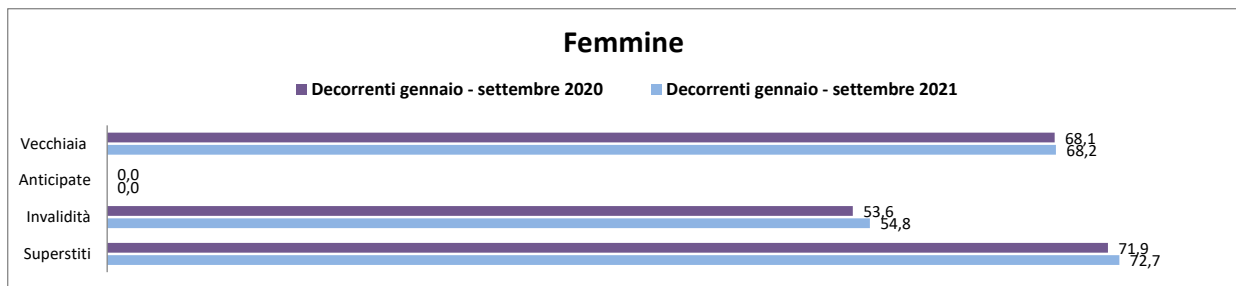 Femmine
Decorrenti gennaio - settembre 2020 Decorrenti gennaio - settembre 2021
Vecchiaia 68,1
68,2
Anticipate 0,0
0,0
Invalidità 53,6
54,8
Superstiti 71,9
72,7